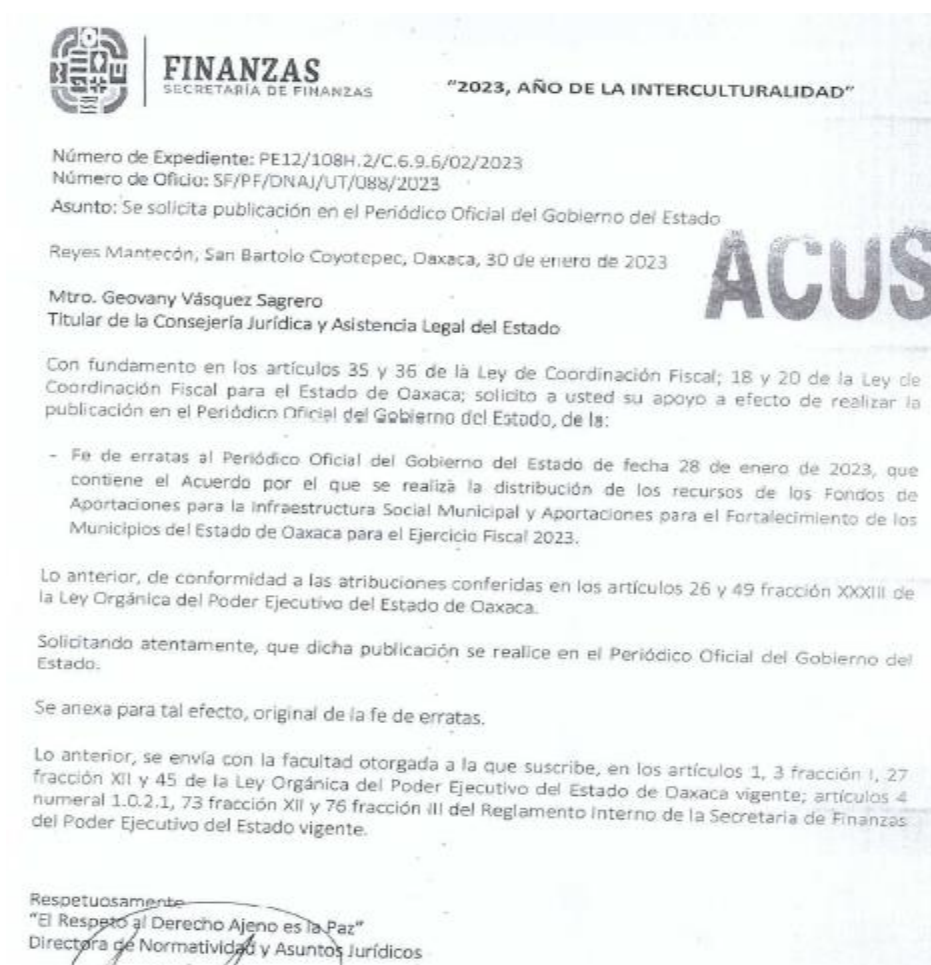 FINANZAS
SECRETARÍA DE FINANZAS
"2023, AÑO DE LA INTERCULTURALIDAD"
Número de Expediente: PE12/108H.2/C.6.9.6/02/2023
Número de Oficio: SF/PF/DNAJ/UT/088/2023
Asunto: Se solicita publicación en el Periódico Oficial del Gobierno del Estado
Reyes Mantecón, San Bartolo Coyotepec, Oaxaca, 30 de enero de 2023
ACUS
Mtro. Geovany Vásquez Sagrero
Titular de la Consejería Jurídica y Asistencia Legal del Estado
Con fundamento en los artículos 35 y 36 de la Ley de Coordinación Fiscal; 18 y 20 de la Ley de
Coordinación Fiscal para el Estado de Oaxaca; solicito a usted su apoyo a efecto de realizar la
publicación en el Periódico Oficial del Gobierno del Estado, de la:
- Fe de erratas al Periódico Oficial del Gobierno del Estado de fecha 28 de enero de 2023, que
contiene el Acuerdo por el que se realiza la distribución de los recursos de los Fondos de
Aportaciones para la Infraestructura Social Municipal y Aportaciones para el Fortalecimiento de los
Municipios del Estado de Oaxaca para el Ejercicio Fiscal 2023.
Lo anterior, de conformidad a las atribuciones conferidas en los artículos 26 y 49 fracción XXXIII de
la Ley Orgánica del Poder Ejecutivo del Estado de Oaxaca.
Solicitando atentamente, que dicha publicación se realice en el Periódico Oficial del Gobierno del
Estado.
Se anexa para tal efecto, original de la fe de erratas.
Lo anterior, se envía con la facultad otorgada a la que suscribe, en los artículos 1, 3 fracción I, 27
fracción XII y 45 de la Ley Orgánica del Poder Ejecutivo del Estado de Oaxaca vigente; artículos 4
numeral 1.0.2.1, 73 fracción XII y 76 fracción III del Reglamento Interno de la Secretaria de Finanzas
del Poder Ejecutivo del Estado vigente.
Respetuosamente
"El Respeto al Derecho Ajeno es la Paz"
Directora de Normatividad y Asuntos Jurídicos